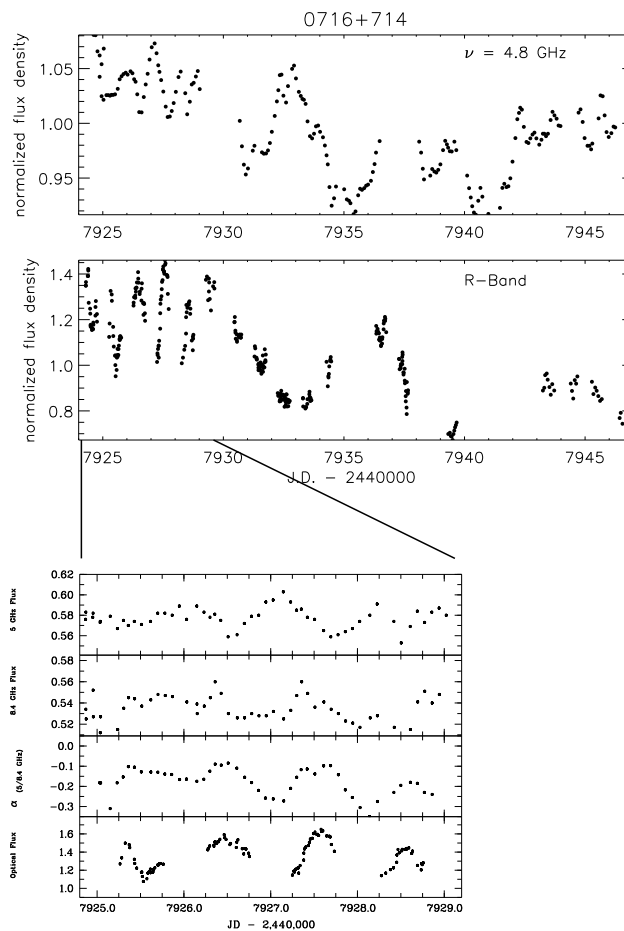 0716+714
normalized flux density
1.05
1.00
0.95
ν = 4.8 GHz
7925 7930 7935 7940 7945
normalized flux density
1.4
1.2
1.0
0.8
R-Band
7925 7930 7935 7940 7945
J.D. - 2440000
5 GHz Flux
0.62
0.60
0.58
0.56
8.4 GHz Flux
0.58
0.56
0.54
0.52
α (5/8.4 GHz)
0.0
-0.1
-0.2
-0.3
Optical Flux
1.6
1.4
1.2
1.0
7925.0 7926.0 7927.0 7928.0 7929.0
JD - 2,440,000